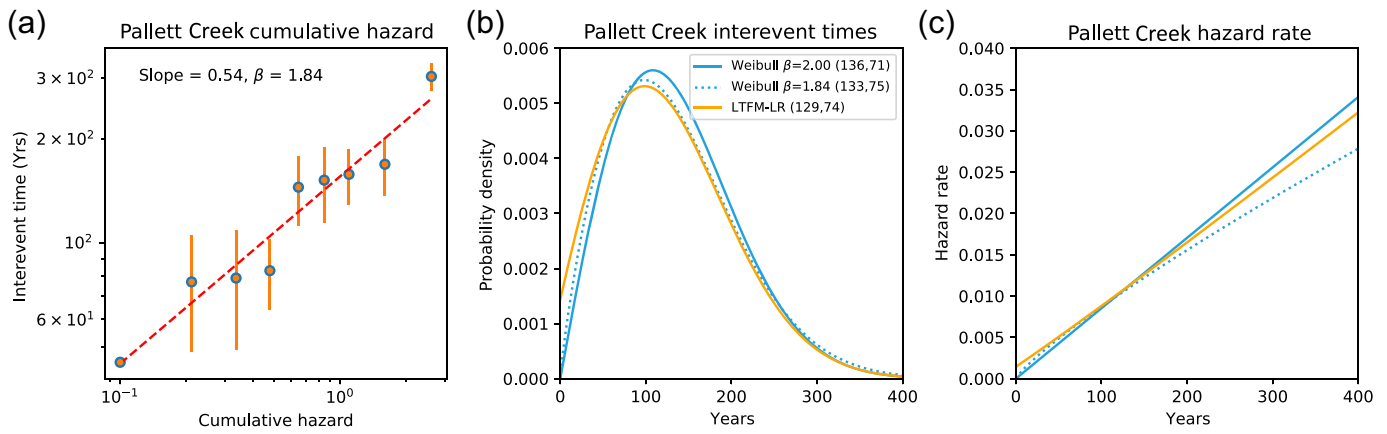 (a)
Pallett Creek cumulative hazard
Slope = 0.54, β = 1.84
Interevent time (Yrs)
3 × 10²
2 × 10²
10²
6 × 10¹
10⁻¹
10⁰
Cumulative hazard
(b)
Pallett Creek interevent times
Weibull β=2.00 (136,71)
Weibull β=1.84 (133,75)
LTFM-LR (129,74)
Probability density
0.006
0.005
0.004
0.003
0.002
0.001
0.000
0
100
200
300
400
Years
(c)
Pallett Creek hazard rate
Hazard rate
0.040
0.035
0.030
0.025
0.020
0.015
0.010
0.005
0.000
0
100
200
300
400
Years